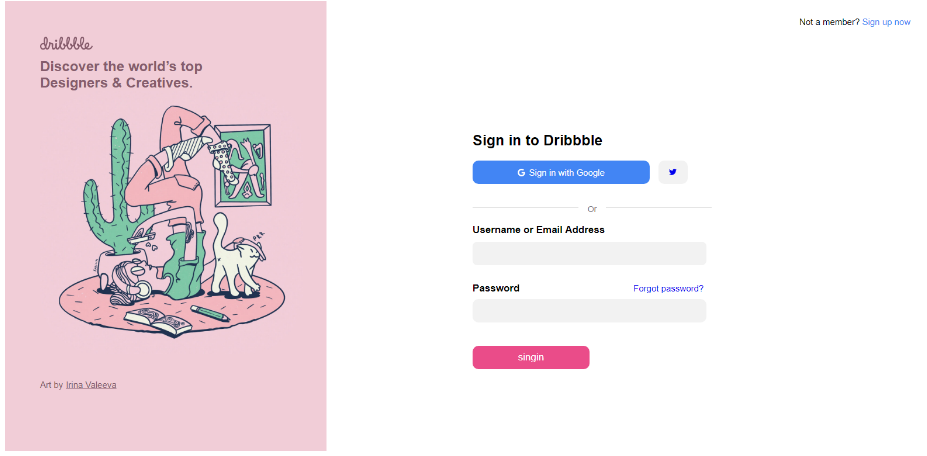 dribbble
Discover the world's top
Designers & Creatives.
Art by Irina Valeeva
Not a member? Sign up now
Sign in to Dribbble
G Sign in with Google
Or
Username or Email Address
Password Forgot password?
singin